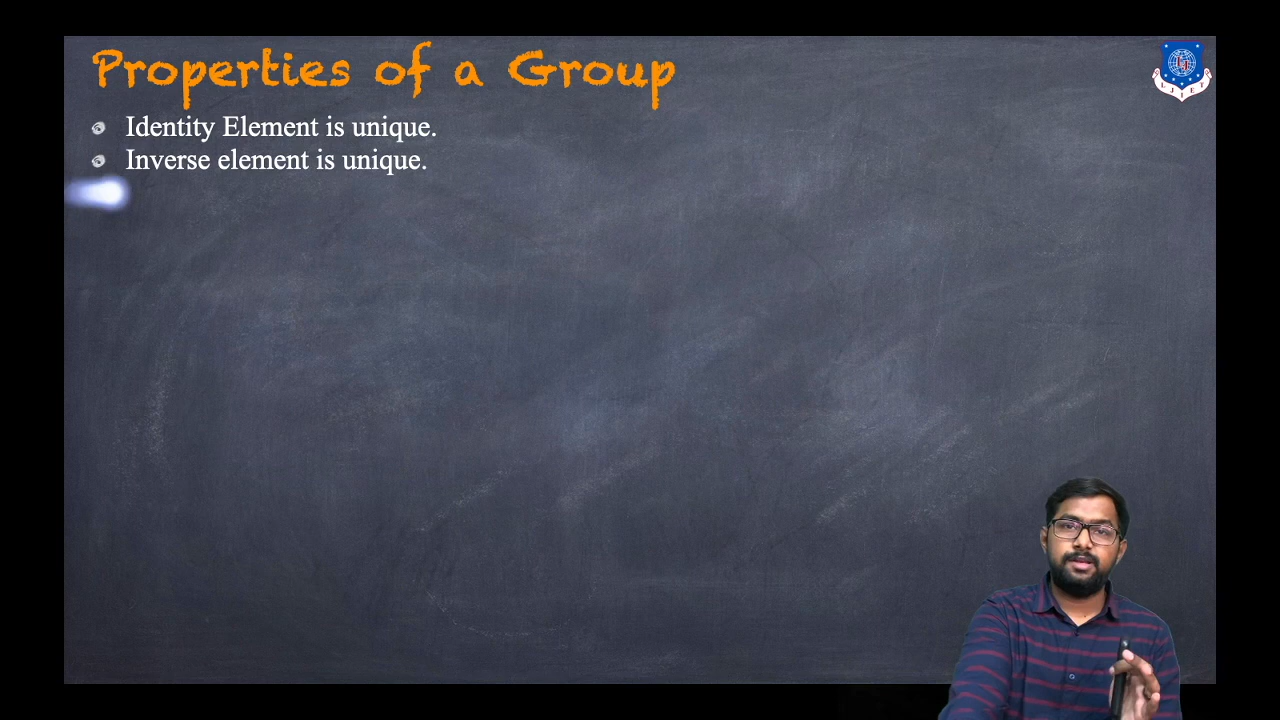 Properties of a Group
Identity Element is unique.
Inverse element is unique.
L J I E T